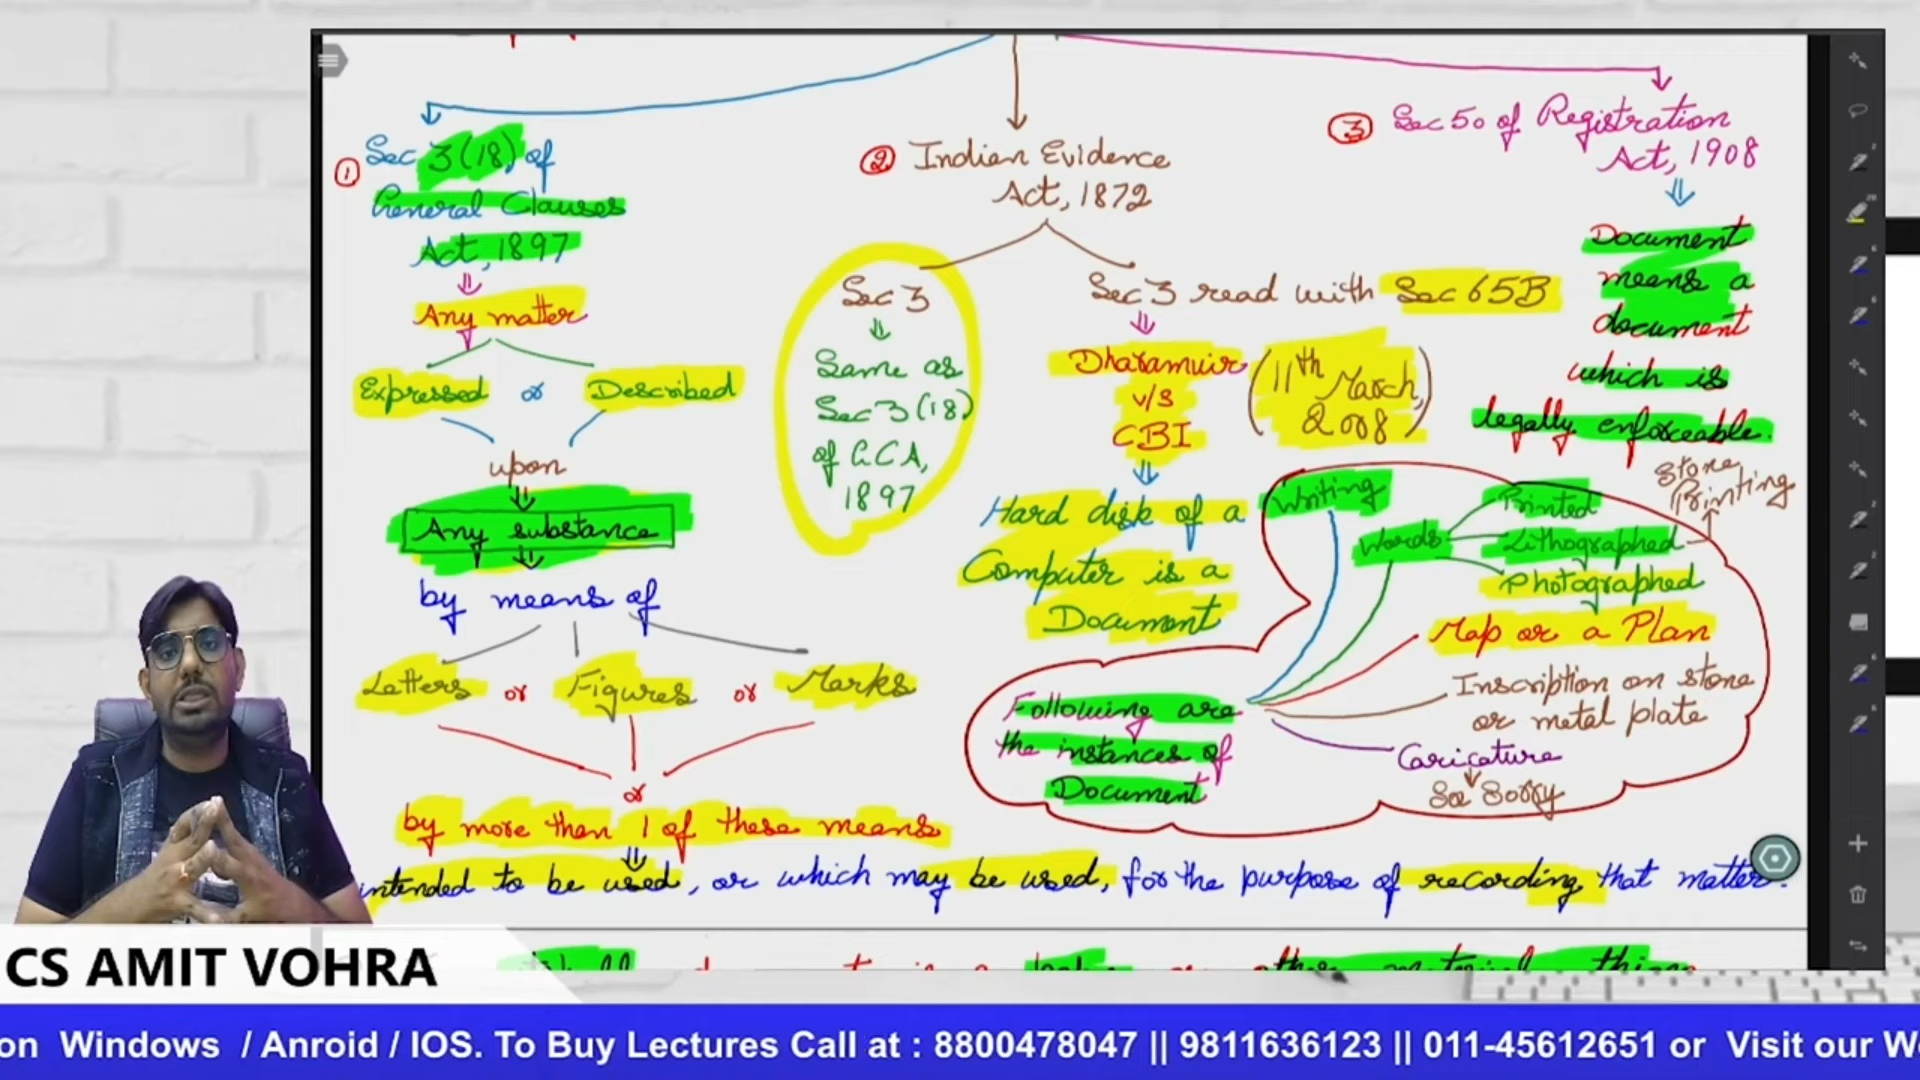 ① Sec 3(18) of
General Clauses
Act, 1897
Any matter
Expressed or Described
upon
Any substance
by means of
Letters or Figures or Marks
or
by more than 1 of these means
intended to be used, or which may be used, for the purpose of recording that matter.
② Indian Evidence
Act, 1872
Sec 3
Same as
Sec 3(18)
of GCA,
1897
Sec 3 read with Sec 65B
Dharamvir
v/s
CBI
(11th March,
2008)
Hard disk of a
Computer is a
Document
Following are
the instances of
Document
Writing
Words
Printed
Lithographed
Photographed
Stone
Printing
Map or a Plan
Inscription on stone
or metal plate
Caricature
So Sorry
③ Sec 50 of Registration
Act, 1908
Document
means a
document
which is
legally enforceable.
CS AMIT VOHRA
on Windows / Anroid / IOS. To Buy Lectures Call at : 8800478047 || 9811636123 || 011-45612651 or Visit our We